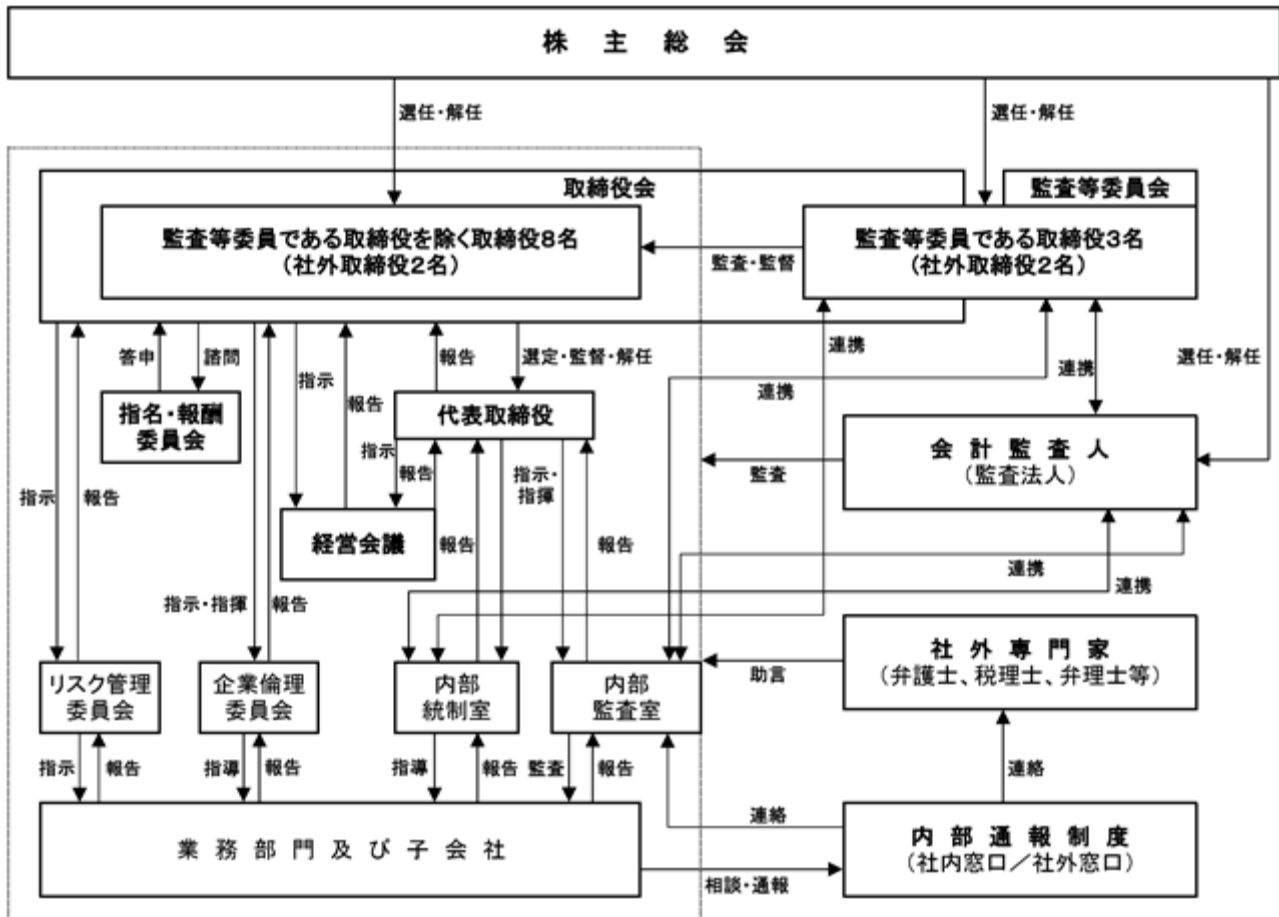 株主総会
選任・解任
選任・解任
取締役会
監査等委員会
監査等委員である取締役を除く取締役8名
(社外取締役2名)
監査・監督
監査等委員である取締役3名
(社外取締役2名)
答申
諮問
指示
報告
報告
選定・監督・解任
連携
連携
連携
選任・解任
指名・報酬
委員会
代表取締役
会計監査人
(監査法人)
監査
指示
報告
指示
報告
指示・
指揮
経営会議
報告
報告
連携
連携
指示・指揮
報告
リスク管理
委員会
企業倫理
委員会
内部
統制室
内部
監査室
助言
社外専門家
(弁護士、税理士、弁理士等)
指示
報告
指導
報告
指導
報告
監査
報告
連絡
連絡
業務部門及び子会社
内部通報制度
(社内窓口/社外窓口)
相談・通報